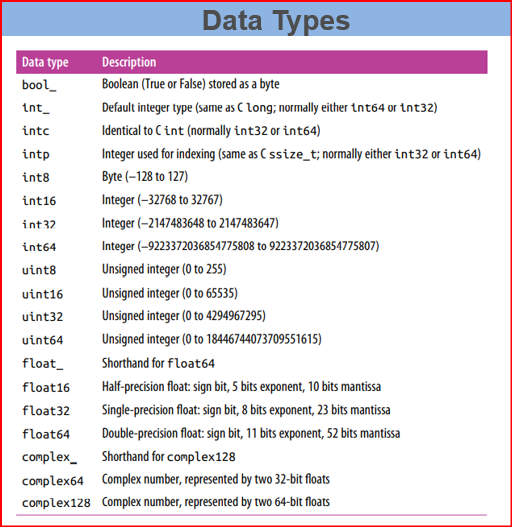 Data Types
Data type Description
bool_ Boolean (True or False) stored as a byte
int_ Default integer type (same as C long; normally either int64 or int32)
intc Identical to C int (normally int32 or int64)
intp Integer used for indexing (same as C ssize_t; normally either int32 or int64)
int8 Byte (–128 to 127)
int16 Integer (–32768 to 32767)
int32 Integer (–2147483648 to 2147483647)
int64 Integer (–9223372036854775808 to 9223372036854775807)
uint8 Unsigned integer (0 to 255)
uint16 Unsigned integer (0 to 65535)
uint32 Unsigned integer (0 to 4294967295)
uint64 Unsigned integer (0 to 18446744073709551615)
float_ Shorthand for float64
float16 Half-precision float: sign bit, 5 bits exponent, 10 bits mantissa
float32 Single-precision float: sign bit, 8 bits exponent, 23 bits mantissa
float64 Double-precision float: sign bit, 11 bits exponent, 52 bits mantissa
complex_ Shorthand for complex128
complex64 Complex number, represented by two 32-bit floats
complex128 Complex number, represented by two 64-bit floats